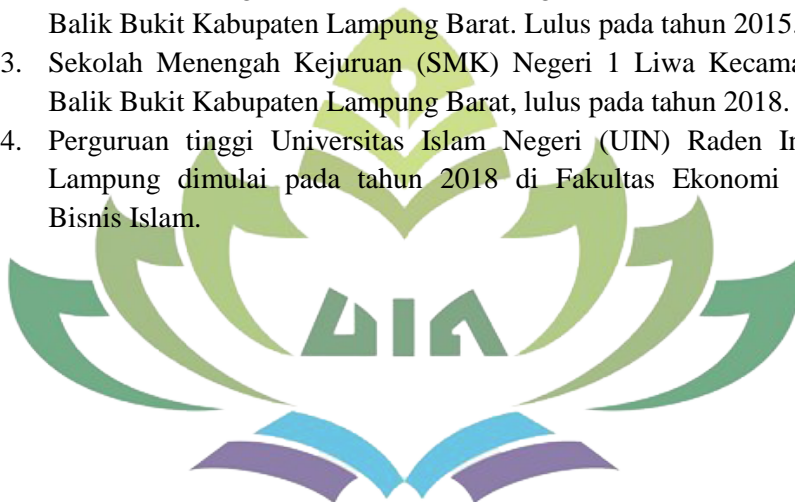 Balik Bukit Kabupaten Lampung Barat. Lulus pada tahun 2015.
3. Sekolah Menengah Kejuruan (SMK) Negeri 1 Liwa
Balik Bukit Kabupaten Lampung Barat, lulus pada tahun 2018.
4. Perguruan tinggi Universitas Islam Negeri (UIN) Raden
Lampung dimulai pada tahun 2018 di Fakultas Ekonomi
Bisnis Islam.
UIN